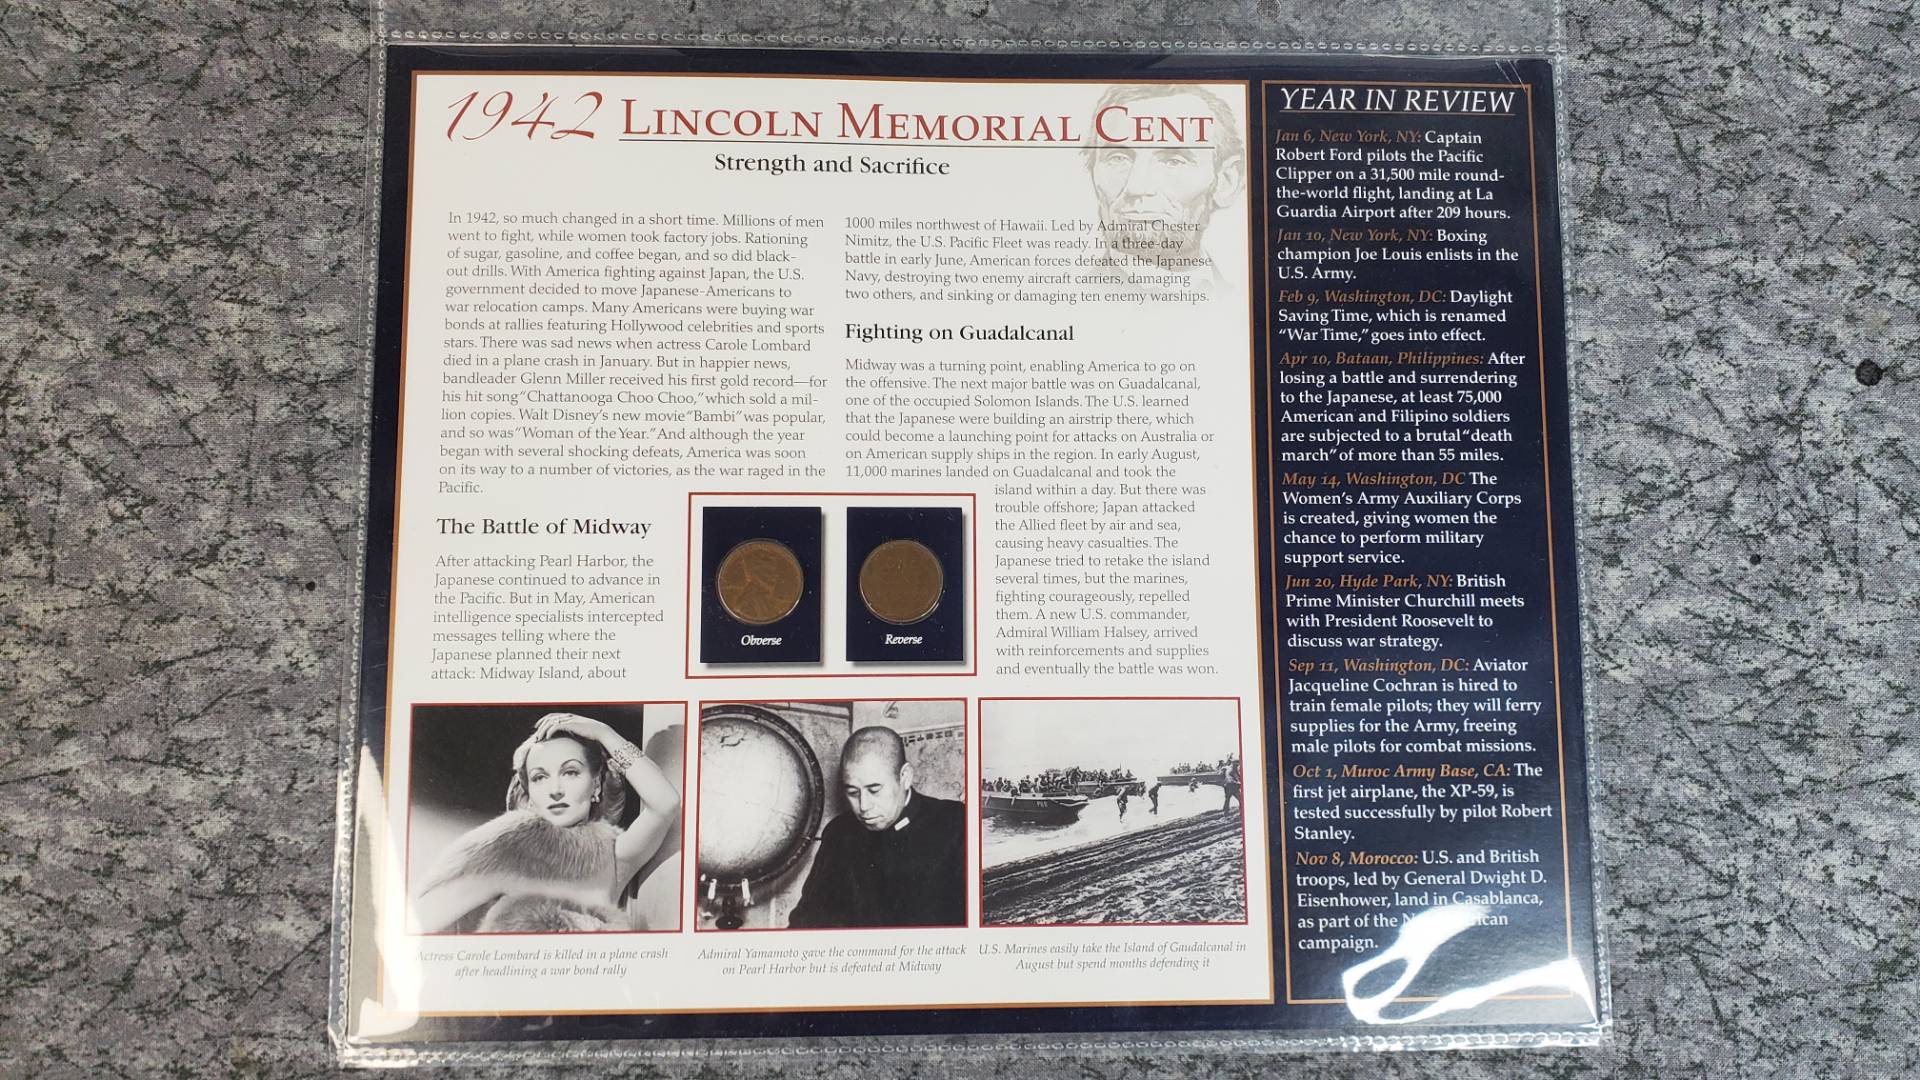 1942 LINCOLN MEMORIAL CENT
Strength and Sacrifice
In 1942, so much changed in a short time. Millions of men
went to fight, while women took factory jobs. Rationing
of sugar, gasoline, and coffee began, and so did black-
out drills. With America fighting against Japan, the U.S.
government decided to move Japanese-Americans to
war relocation camps. Many Americans were buying war
bonds at rallies featuring Hollywood celebrities and sports
stars. There was sad news when actress Carole Lombard
died in a plane crash in January. But in happier news,
bandleader Glenn Miller received his first gold record—for
his hit song "Chattanooga Choo Choo," which sold a mil-
lion copies. Walt Disney's new movie "Bambi" was popular,
and so was "Woman of the Year." And although the year
began with several shocking defeats, America was soon
on its way to a number of victories, as the war raged in the
Pacific.
The Battle of Midway
After attacking Pearl Harbor, the
Japanese continued to advance in
the Pacific. But in May, American
intelligence specialists intercepted
messages telling where the
Japanese planned their next
attack: Midway Island, about
1000 miles northwest of Hawaii. Led by Admiral Chester
Nimitz, the U.S. Pacific Fleet was ready. In a three-day
battle in early June, American forces defeated the Japanese
Navy, destroying two enemy aircraft carriers, damaging
two others, and sinking or damaging ten enemy warships.
Fighting on Guadalcanal
Midway was a turning point, enabling America to go on
the offensive. The next major battle was on Guadalcanal,
one of the occupied Solomon Islands. The U.S. learned
that the Japanese were building an airstrip there, which
could become a launching point for attacks on Australia or
on American supply ships in the region. In early August,
11,000 marines landed on Guadalcanal and took the
island within a day. But there was
trouble offshore; Japan attacked
the Allied fleet by air and sea,
causing heavy casualties. The
Japanese tried to retake the island
several times, but the marines,
fighting courageously, repelled
them. A new U.S. commander,
Admiral William Halsey, arrived
with reinforcements and supplies
and eventually the battle was won.
Obverse
Reverse
Actress Carole Lombard is killed in a plane crash
after headlining a war bond rally
Admiral Yamamoto gave the command for the attack
on Pearl Harbor but is defeated at Midway
U.S. Marines easily take the Island of Gaudalcanal in
August but spend months defending it
YEAR IN REVIEW
Jan 6, New York, NY: Captain
Robert Ford pilots the Pacific
Clipper on a 31,500 mile round-
the-world flight, landing at La
Guardia Airport after 209 hours.
Jan 10, New York, NY: Boxing
champion Joe Louis enlists in the
U.S. Army.
Feb 9, Washington, DC: Daylight
Saving Time, which is renamed
"War Time," goes into effect.
Apr 10, Bataan, Philippines: After
losing a battle and surrendering
to the Japanese, at least 75,000
American and Filipino soldiers
are subjected to a brutal "death
march" of more than 55 miles.
May 14, Washington, DC The
Women's Army Auxiliary Corps
is created, giving women the
chance to perform military
support service.
Jun 20, Hyde Park, NY: British
Prime Minister Churchill meets
with President Roosevelt to
discuss war strategy.
Sep 11, Washington, DC: Aviator
Jacqueline Cochran is hired to
train female pilots; they will ferry
supplies for the Army, freeing
male pilots for combat missions.
Oct 1, Muroc Army Base, CA: The
first jet airplane, the XP-59, is
tested successfully by pilot Robert
Stanley.
Nov 8, Morocco: U.S. and British
troops, led by General Dwight D.
Eisenhower, land in Casablanca,
as part of the
campaign.